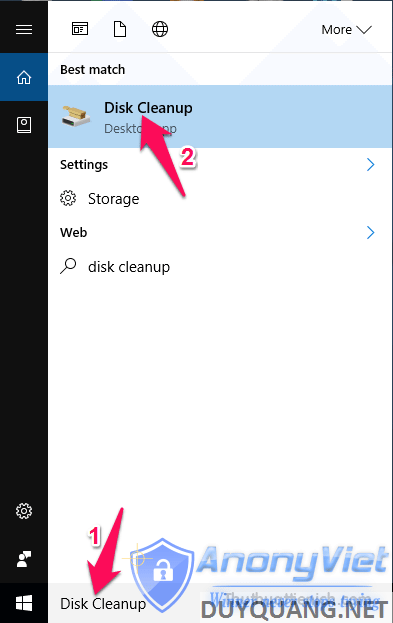 More
Best match
Disk Cleanup
Desktop app
2
Settings
Storage
Web
disk cleanup
1
AnonyViet
Disk Cleanup
DUYQUANG.NET